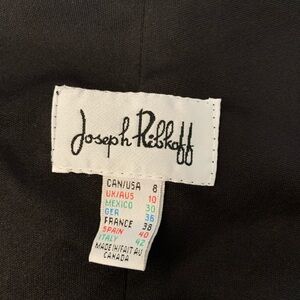 Joseph Ribkoff
CAN/USA 8
UK/AUS 10
MEXICO 30
GER 36
FRANCE 38
SPAIN 40
ITALY 42
MADE IN/FAIT AU
CANADA